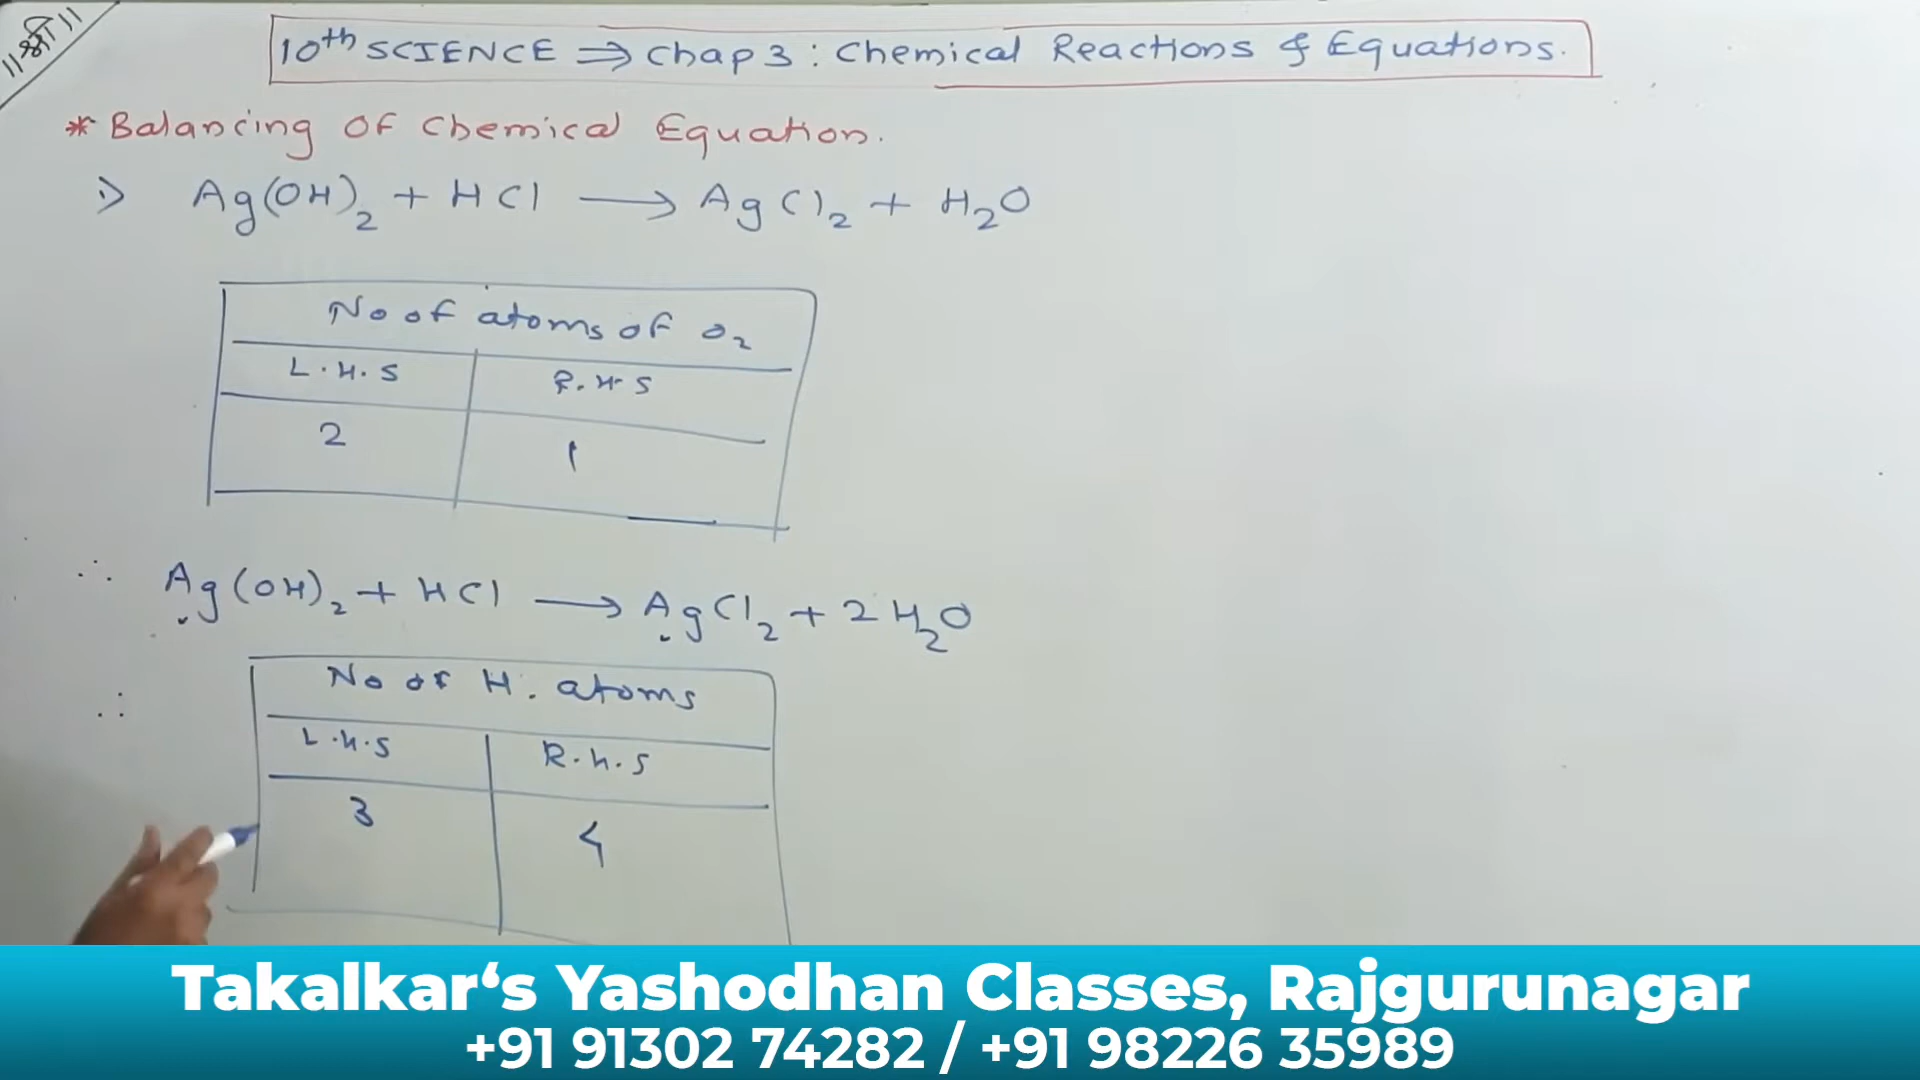 ॥श्री॥
10th SCIENCE ⇒ Chap 3 : Chemical Reactions & Equations.
* Balancing Of Chemical Equation.
1) Ag(OH)₂ + HCl ⟶ AgCl₂ + H₂O
No of atoms of O₂
L.H.S R.H.S
2 1
∴ Ag(OH)₂ + HCl ⟶ AgCl₂ + 2H₂O
∴ No of H. atoms
L.H.S R.H.S
3 4
Takalkar‘s Yashodhan Classes, Rajgurunagar
+91 91302 74282 / +91 98226 35989